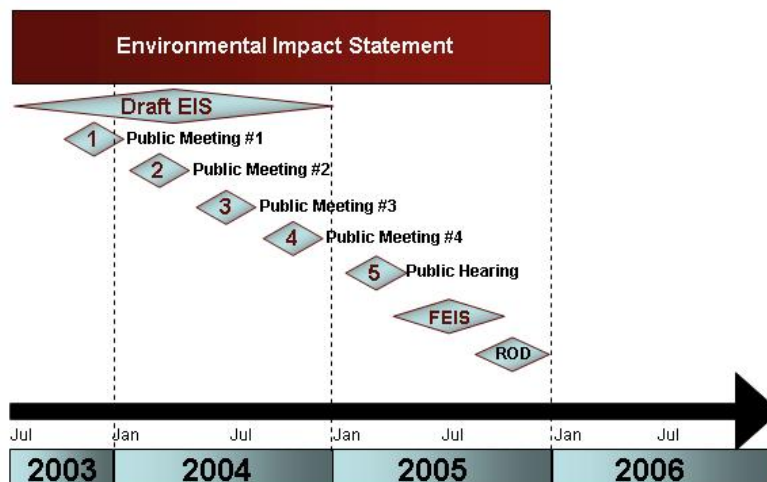 Environmental Impact Statement
Draft EIS
1 Public Meeting #1
2 Public Meeting #2
3 Public Meeting #3
4 Public Meeting #4
5 Public Hearing
FEIS
ROD
Jul Jan Jul Jan Jul Jan Jul
2003 2004 2005 2006